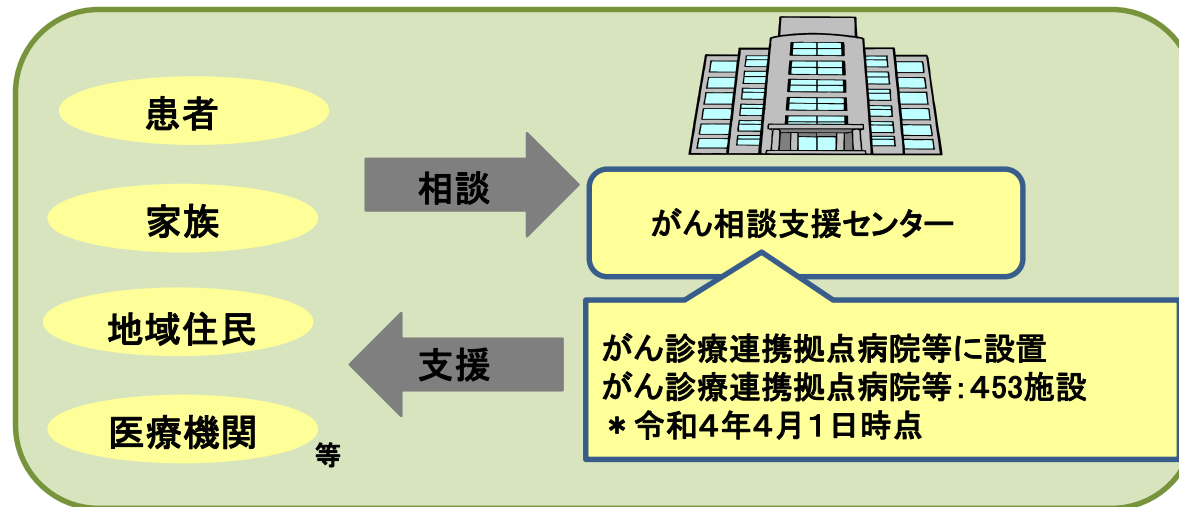 患者
家族
地域住民
医療機関
等
相談
支援
がん相談支援センター
がん診療連携拠点病院等に設置
がん診療連携拠点病院等：453施設
＊令和４年４月１日時点